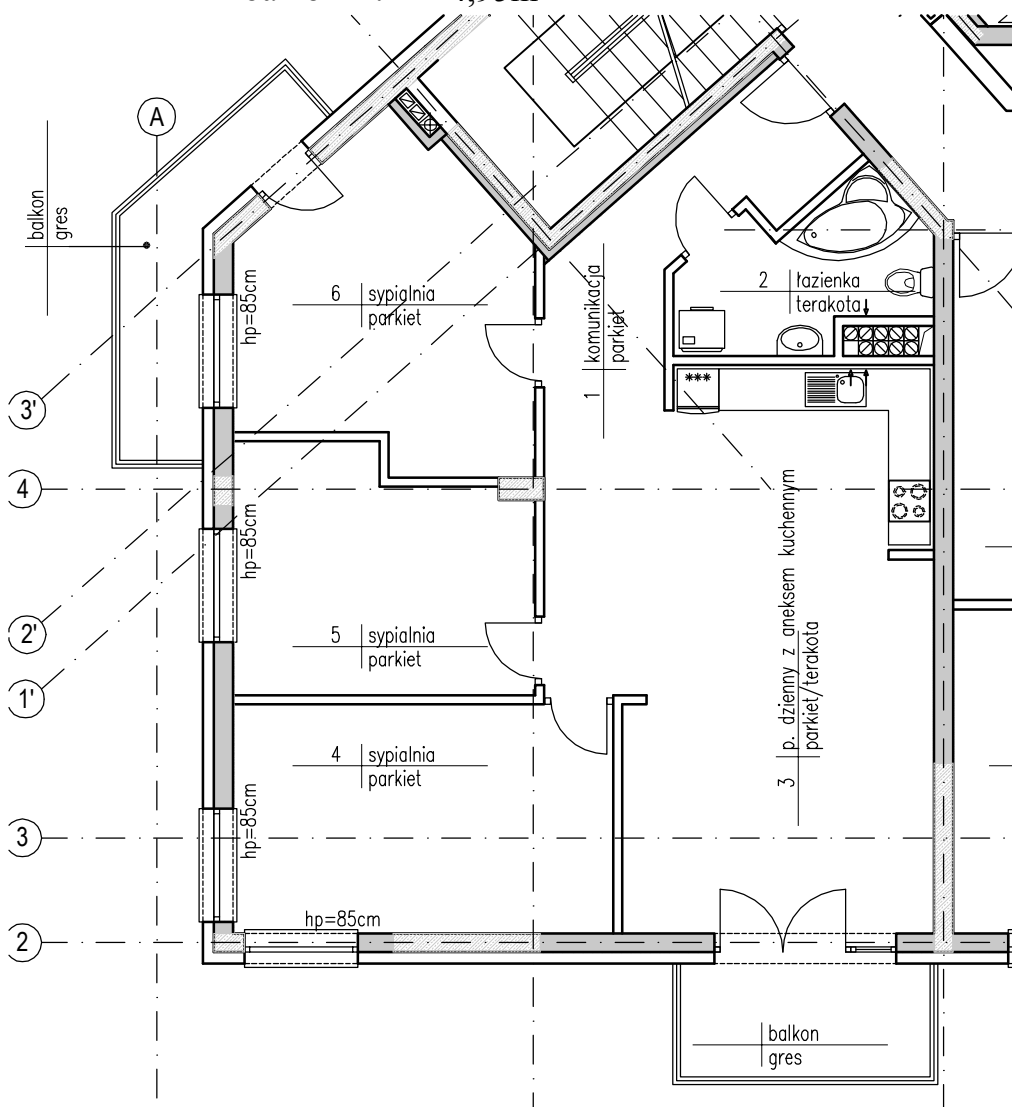 A
balkon
gres
hp=85cm
6 sypialnia
parkiet
1 komunikacja
parkiet
2 łazienka
terakota
3'
***
4
hp=85cm
3 p. dzienny z aneksem kuchennym
parkiet/terakota
2'
5 sypialnia
parkiet
1'
4 sypialnia
parkiet
hp=85cm
3
hp=85cm
2
balkon
gres